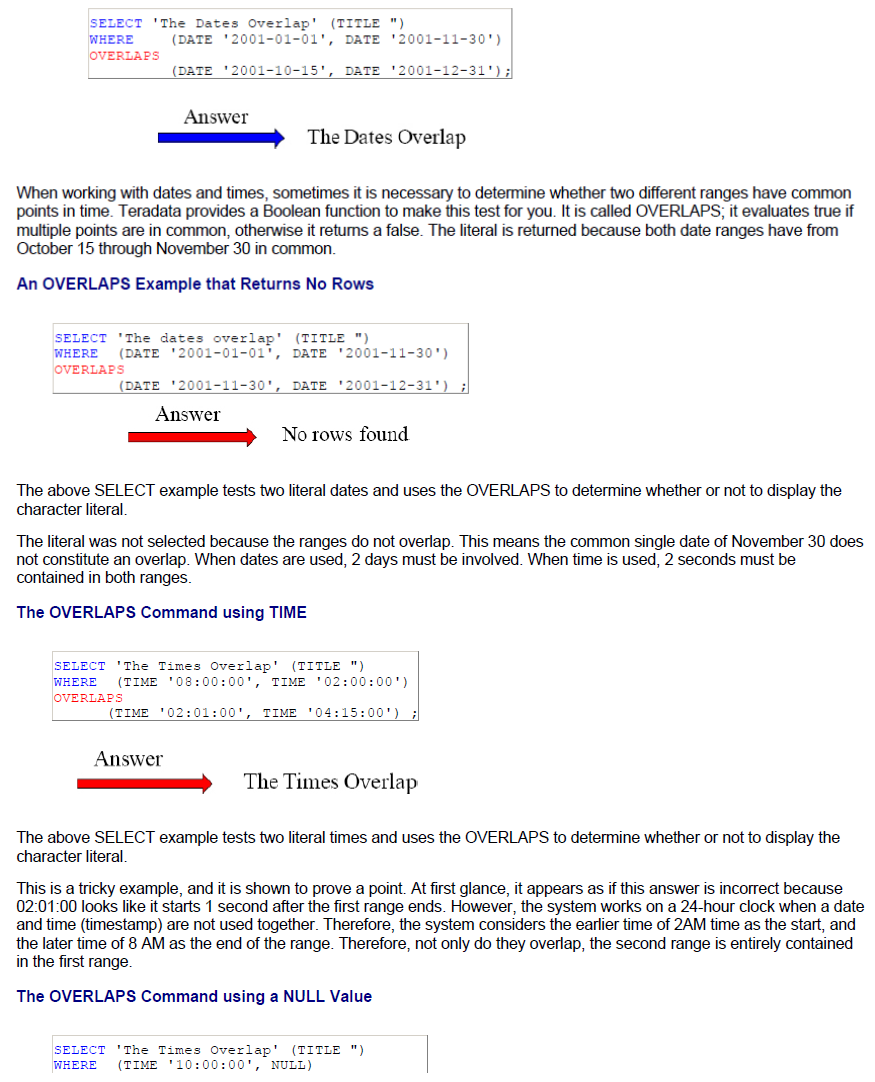 SELECT 'The Dates Overlap' (TITLE '')
WHERE (DATE '2001-01-01', DATE '2001-11-30')
OVERLAPS
(DATE '2001-10-15', DATE '2001-12-31');
Answer
The Dates Overlap
When working with dates and times, sometimes it is necessary to determine whether two different ranges have common
points in time. Teradata provides a Boolean function to make this test for you. It is called OVERLAPS; it evaluates true if
multiple points are in common, otherwise it returns a false. The literal is returned because both date ranges have from
October 15 through November 30 in common.
An OVERLAPS Example that Returns No Rows
SELECT 'The dates overlap' (TITLE '')
WHERE (DATE '2001-01-01', DATE '2001-11-30')
OVERLAPS
(DATE '2001-11-30', DATE '2001-12-31') ;
Answer
No rows found
The above SELECT example tests two literal dates and uses the OVERLAPS to determine whether or not to display the
character literal.
The literal was not selected because the ranges do not overlap. This means the common single date of November 30 does
not constitute an overlap. When dates are used, 2 days must be involved. When time is used, 2 seconds must be
contained in both ranges.
The OVERLAPS Command using TIME
SELECT 'The Times Overlap' (TITLE '')
WHERE (TIME '08:00:00', TIME '02:00:00')
OVERLAPS
(TIME '02:01:00', TIME '04:15:00') ;
Answer
The Times Overlap
The above SELECT example tests two literal times and uses the OVERLAPS to determine whether or not to display the
character literal.
This is a tricky example, and it is shown to prove a point. At first glance, it appears as if this answer is incorrect because
02:01:00 looks like it starts 1 second after the first range ends. However, the system works on a 24-hour clock when a date
and time (timestamp) are not used together. Therefore, the system considers the earlier time of 2AM time as the start, and
the later time of 8 AM as the end of the range. Therefore, not only do they overlap, the second range is entirely contained
in the first range.
The OVERLAPS Command using a NULL Value
SELECT 'The Times Overlap' (TITLE '')
WHERE (TIME '10:00:00', NULL)